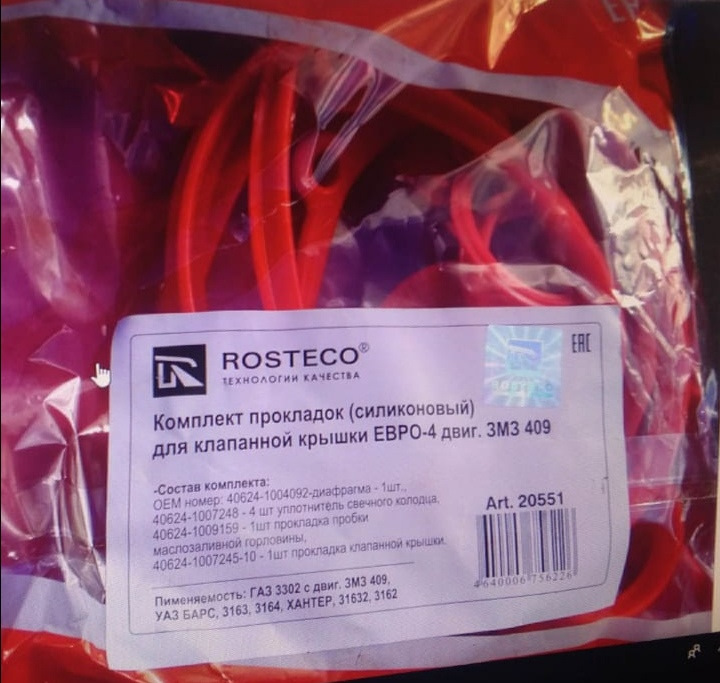 ROSTECO®
ТЕХНОЛОГИИ КАЧЕСТВА
EAC
Комплект прокладок (силиконовый)
для клапанной крышки ЕВРО-4 двиг. ЗМЗ 409
-Состав комплекта:
ОЕМ номер: 40624-1004092-диафрагма - 1шт.,
40624-1007248 - 4 шт уплотнитель свечного колодца,
40624-1009159 - 1шт прокладка пробки
маслозаливной горловины,
40624-1007245-10 - 1шт прокладка клапанной крышки.
Art. 20551
4640006756226
Применяемость: ГАЗ 3302 с двиг. ЗМЗ 409,
УАЗ БАРС, 3163, 3164, ХАНТЕР, 31632, 3162